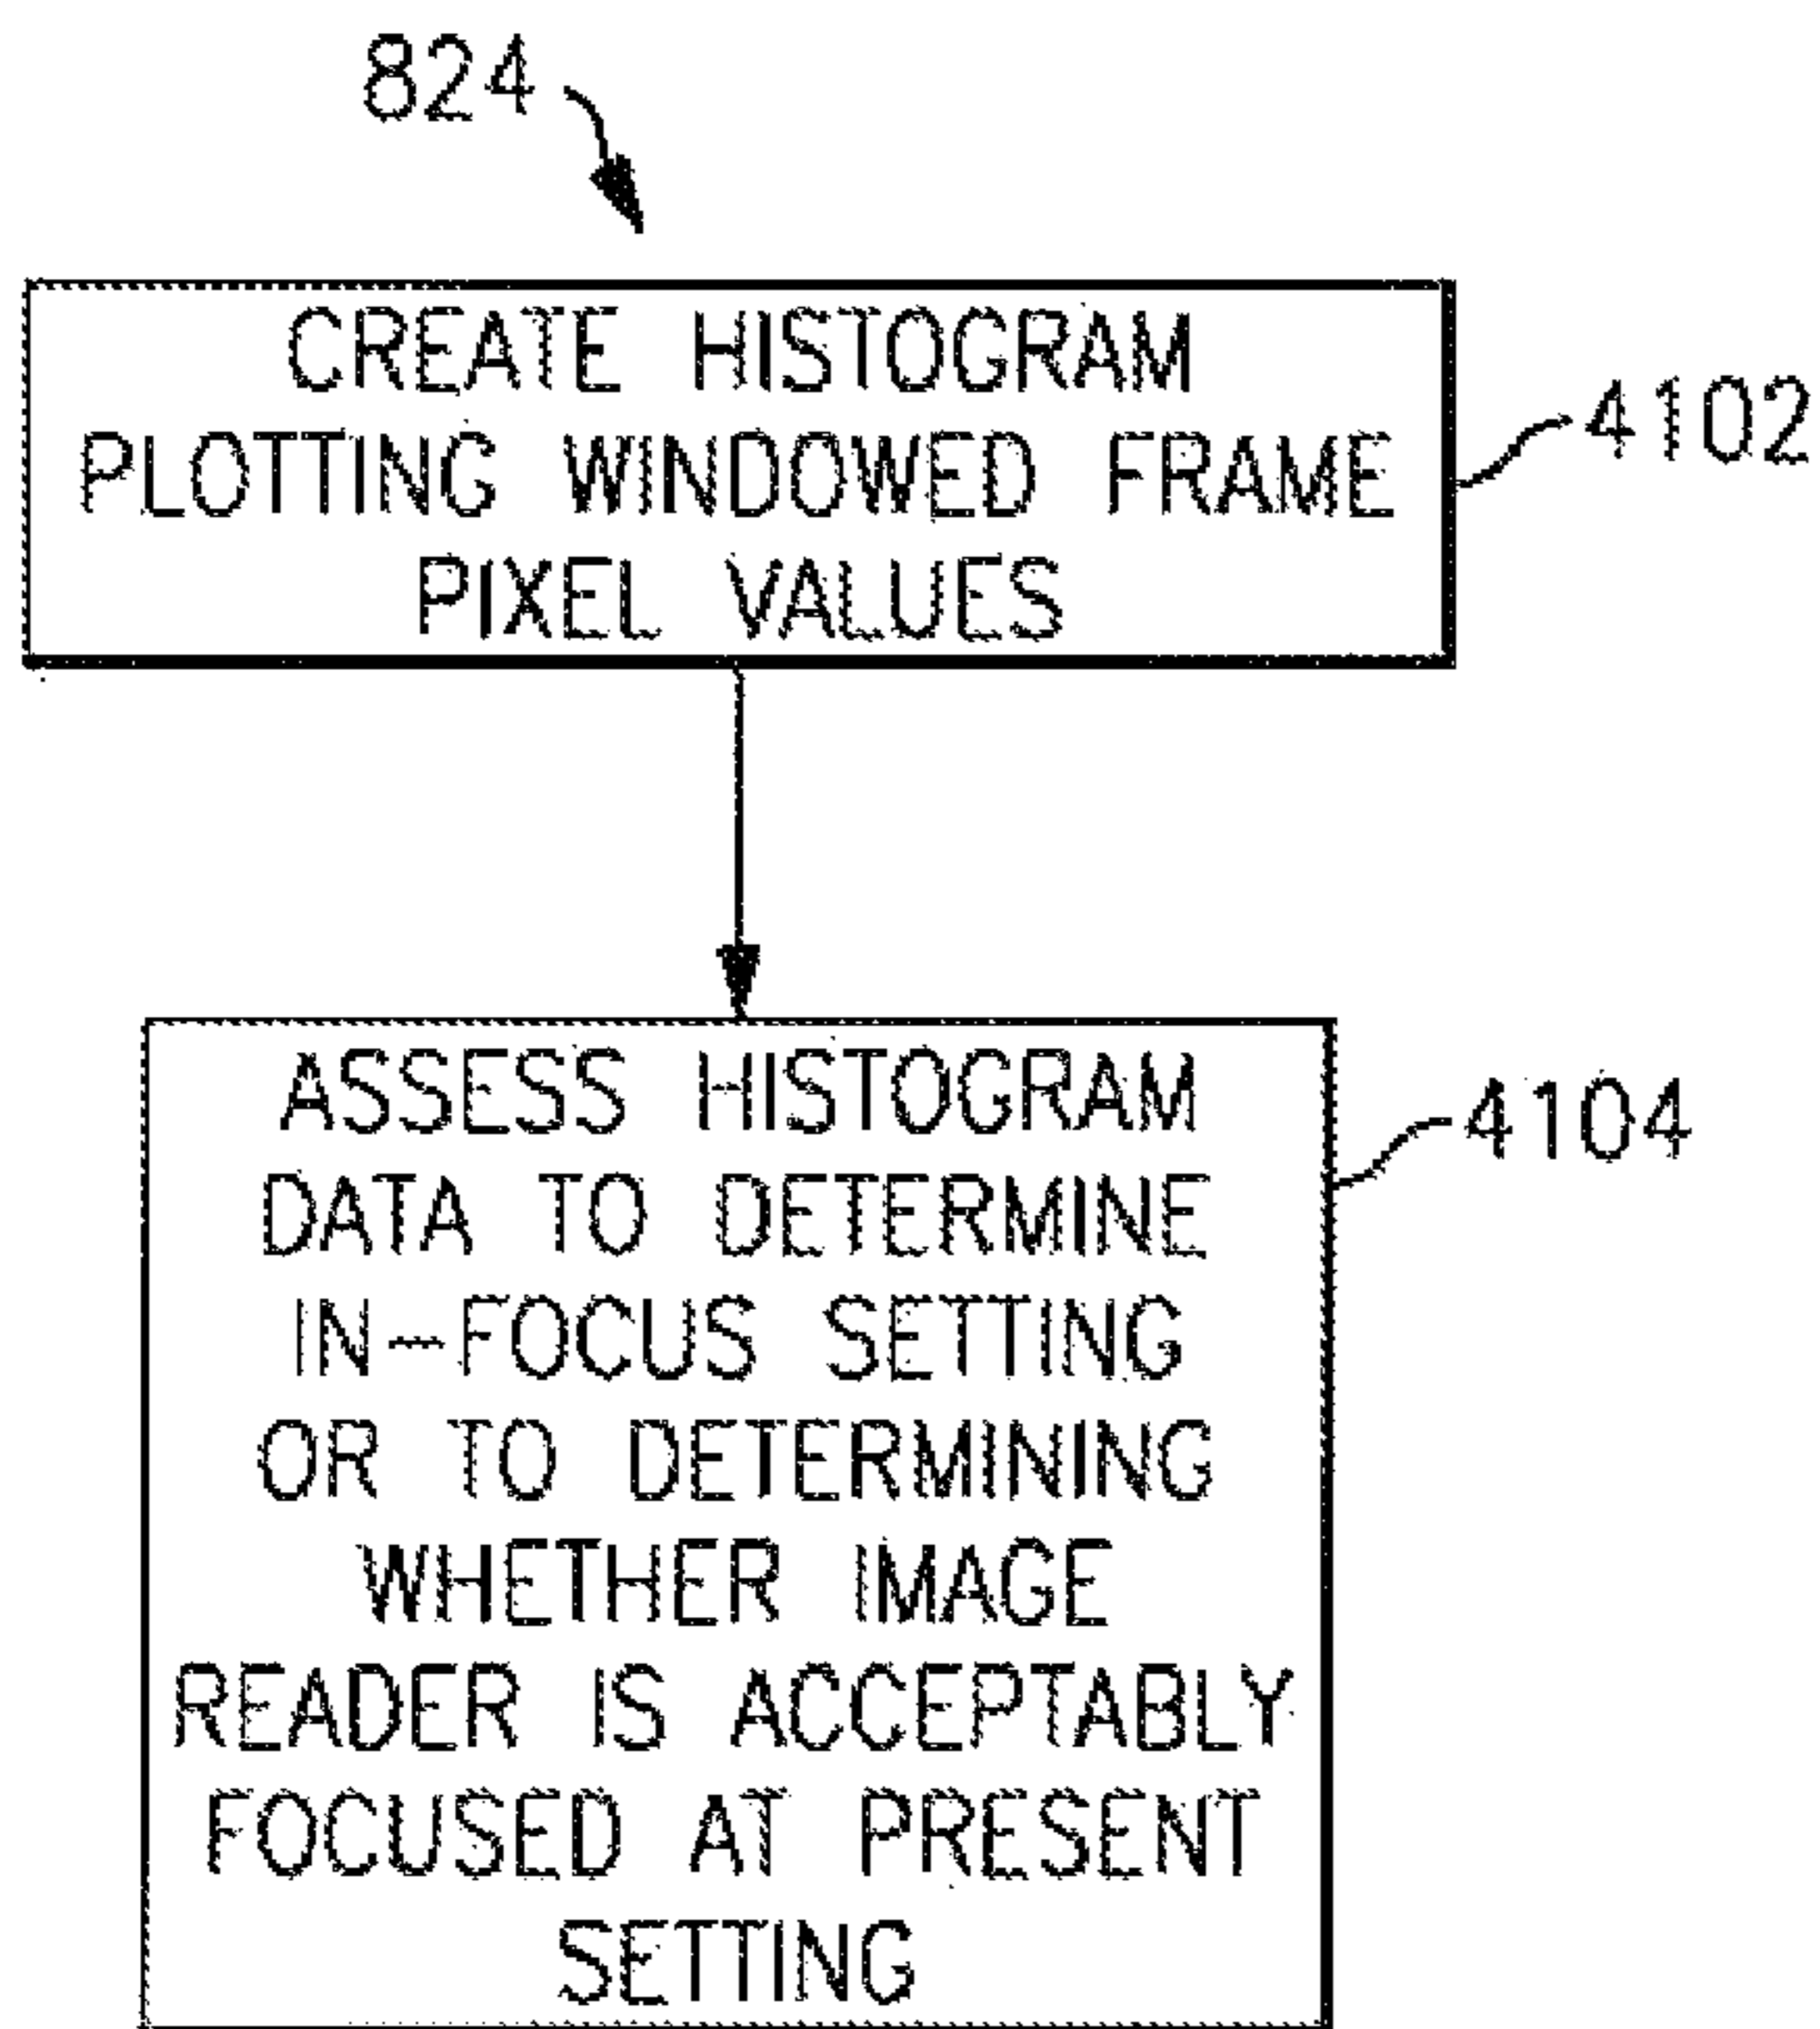 824
CREATE HISTOGRAM
PLOTTING WINDOWED FRAME
PIXEL VALUES
4102
ASSESS HISTOGRAM
DATA TO DETERMINE
IN-FOCUS SETTING
OR TO DETERMINING
WHETHER IMAGE
READER IS ACCEPTABLY
FOCUSED AT PRESENT
SETTING
4104